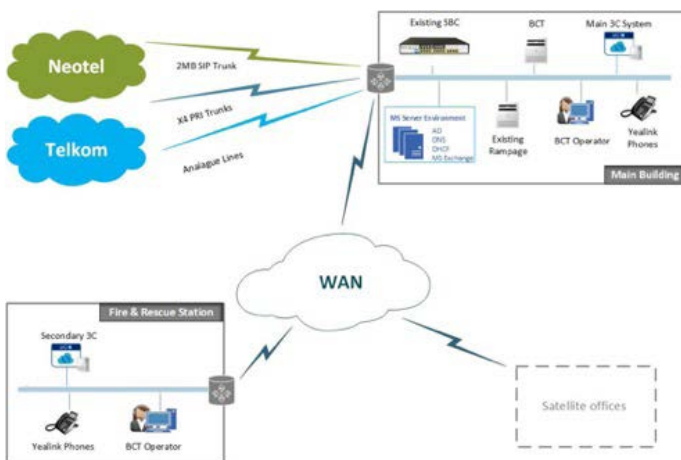 Neotel
2MB SIP Trunk
X4 PRI Trunks
Telkom
Analague Lines
Existing SBC
BCT
Main 3C System
MS Server Environment
AD
DNS
DHCP
MS Exchange
Existing
Rampage
BCT Operator
Yealink
Phones
Main Building
WAN
Fire & Rescue Station
Secondary 3C
Yealink Phones
BCT Operator
Satellite offices